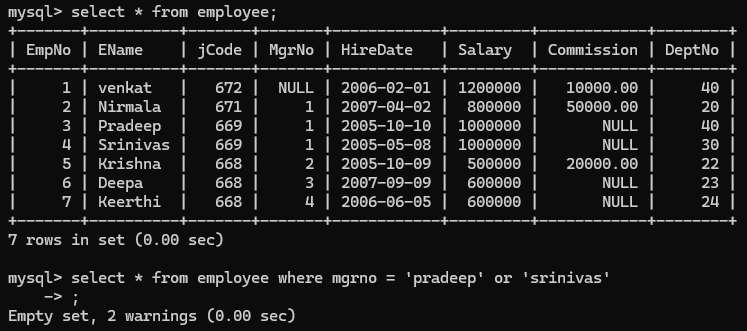 mysql> select * from employee;
+-------+----------+-------+-------+------------+---------+------------+--------+
| EmpNo | EName    | jCode | MgrNo | HireDate   | Salary  | Commission | DeptNo |
+-------+----------+-------+-------+------------+---------+------------+--------+
|     1 | venkat   |   672 |  NULL | 2006-02-01 | 1200000 |   10000.00 |     40 |
|     2 | Nirmala  |   671 |     1 | 2007-04-02 |  800000 |   50000.00 |     20 |
|     3 | Pradeep  |   669 |     1 | 2005-10-10 | 1000000 |       NULL |     40 |
|     4 | Srinivas |   669 |     1 | 2005-05-08 | 1000000 |       NULL |     30 |
|     5 | Krishna  |   668 |     2 | 2005-10-09 |  500000 |   20000.00 |     22 |
|     6 | Deepa    |   668 |     3 | 2007-09-09 |  600000 |       NULL |     23 |
|     7 | Keerthi  |   668 |     4 | 2006-06-05 |  600000 |       NULL |     24 |
+-------+----------+-------+-------+------------+---------+------------+--------+
7 rows in set (0.00 sec)
mysql> select * from employee where mgrno = 'pradeep' or 'srinivas'
    -> ;
Empty set, 2 warnings (0.00 sec)